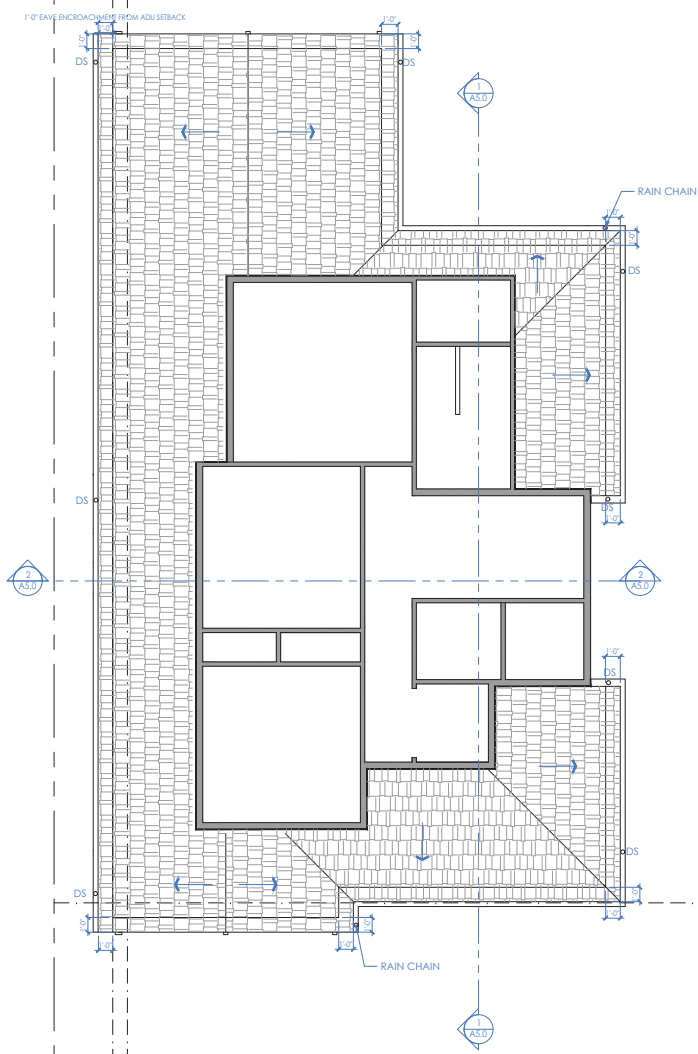 1'-0" EAVE ENCROACHMENT FROM ADU SETBACK
1'-0"
1'-0"
1'-0"
1'-0"
DS
DS
1
A5.0
RAIN CHAIN
1'-0"
1'-0"
DS
DS
DS
1'-0"
2
A5.0
2
A5.0
1'-0"
DS
DS
DS
1'-0"
1'-0"
1'-0"
1'-0"
1'-0"
1'-0"
RAIN CHAIN
1
A5.0